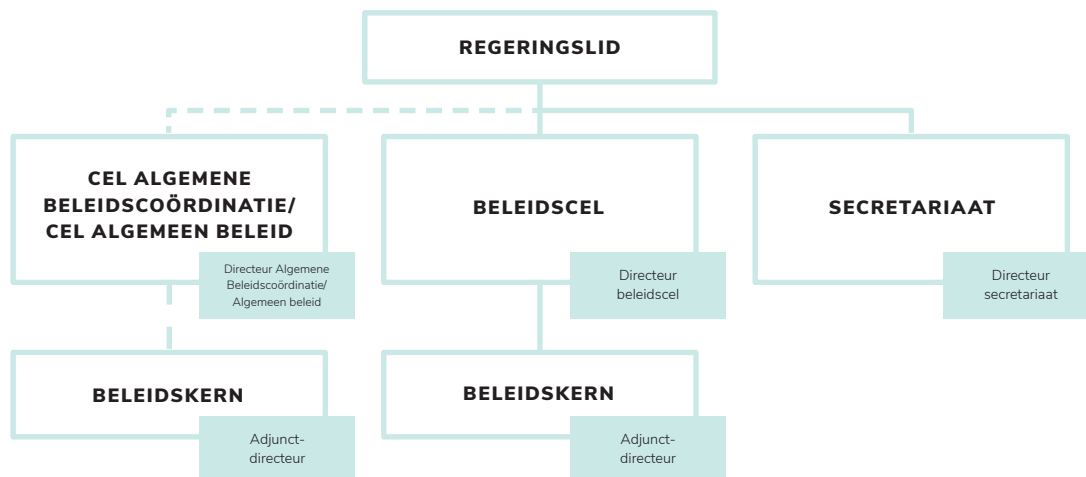 REGERINGSLID
CEL ALGEMENE
BELEIDSCOÖRDINATIE/
CEL ALGEMEEN BELEID
Directeur Algemene
Beleidscoördinatie/
Algemeen beleid
BELEIDSCEL
Directeur
beleidscel
SECRETARIAAT
Directeur
secretariaat
BELEIDSKERN
Adjunct-
directeur
BELEIDSKERN
Adjunct-
directeur